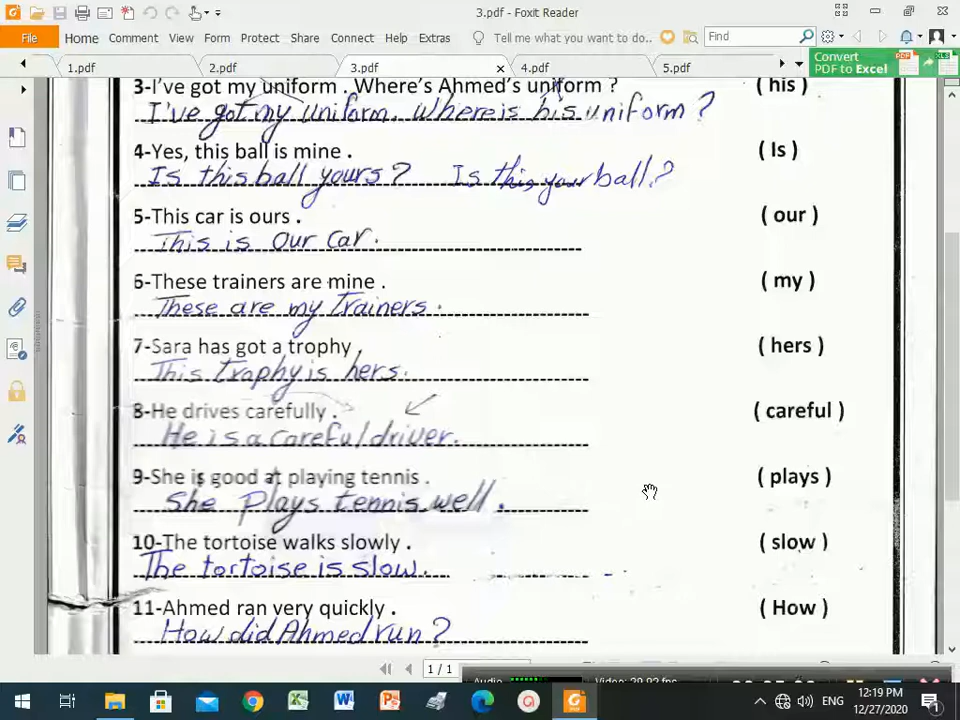 3.pdf - Foxit Reader
File Home Comment View Form Protect Share Connect Help Extras Tell me what you want to do.. Find
1.pdf 2.pdf 3.pdf 4.pdf 5.pdf
Convert
PDF to Excel
3-I've got my uniform . Where's Ahmed's uniform ? ( his )
I've got my uniform. Where is his uniform ?
4-Yes, this ball is mine . ( Is )
Is this ball yours ? Is this your ball.?
5-This car is ours . ( our )
This is our car.
6-These trainers are mine . ( my )
These are my trainers.
7-Sara has got a trophy . ( hers )
This trophy is hers.
8-He drives carefully . ( careful )
He is a careful driver.
9-She is good at playing tennis . ( plays )
She plays tennis well.
10-The tortoise walks slowly . ( slow )
The tortoise is slow.
11-Ahmed ran very quickly . ( How )
How did Ahmed run ?
1 / 1
Audio Video: 29.92 fps
ENG 12:19 PM
12/27/2020